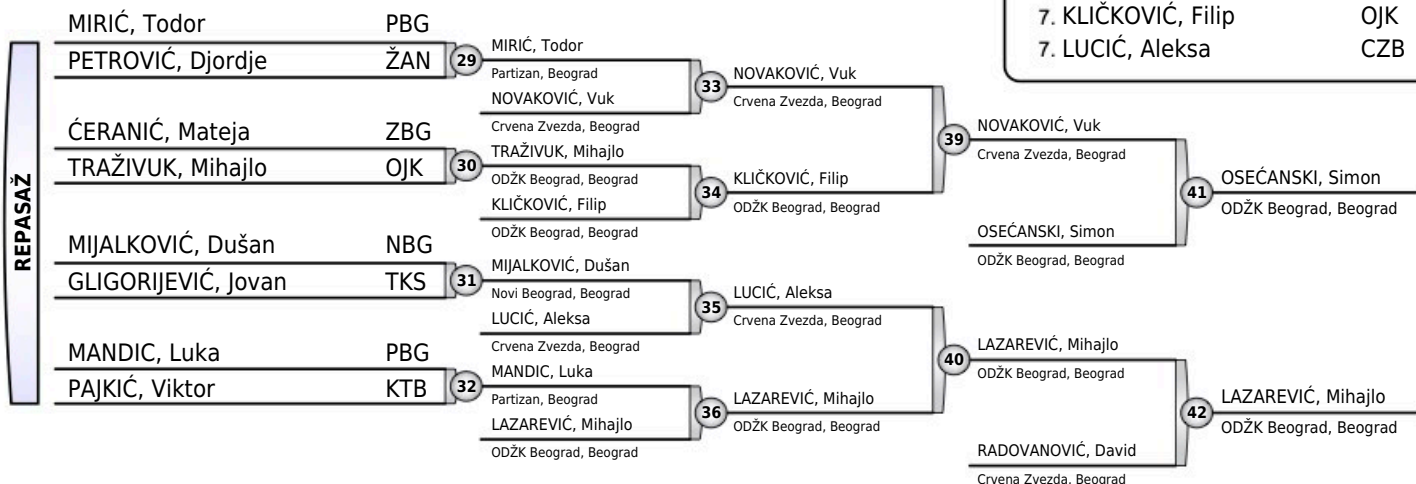 7. KLIČKOVIĆ, Filip OJK
7. LUCIĆ, Aleksa CZB
REPASAŽ
MIRIĆ, Todor PBG
PETROVIĆ, Djordje ŽAN
ĆERANIĆ, Mateja ZBG
TRAŽIVUK, Mihajlo OJK
MIJALKOVIĆ, Dušan NBG
GLIGORIJEVIĆ, Jovan TKS
MANDIC, Luka PBG
PAJKIĆ, Viktor KTB
29
MIRIĆ, Todor
Partizan, Beograd
NOVAKOVIĆ, Vuk
Crvena Zvezda, Beograd
30
TRAŽIVUK, Mihajlo
ODŽK Beograd, Beograd
KLIČKOVIĆ, Filip
ODŽK Beograd, Beograd
31
MIJALKOVIĆ, Dušan
Novi Beograd, Beograd
LUCIĆ, Aleksa
Crvena Zvezda, Beograd
32
MANDIC, Luka
Partizan, Beograd
LAZAREVIĆ, Mihajlo
ODŽK Beograd, Beograd
33
NOVAKOVIĆ, Vuk
Crvena Zvezda, Beograd
34
KLIČKOVIĆ, Filip
ODŽK Beograd, Beograd
35
LUCIĆ, Aleksa
Crvena Zvezda, Beograd
36
LAZAREVIĆ, Mihajlo
ODŽK Beograd, Beograd
39
NOVAKOVIĆ, Vuk
Crvena Zvezda, Beograd
OSEĆANSKI, Simon
ODŽK Beograd, Beograd
40
LAZAREVIĆ, Mihajlo
ODŽK Beograd, Beograd
RADOVANOVIĆ, David
Crvena Zvezda, Beograd
41
OSEĆANSKI, Simon
ODŽK Beograd, Beograd
42
LAZAREVIĆ, Mihajlo
ODŽK Beograd, Beograd